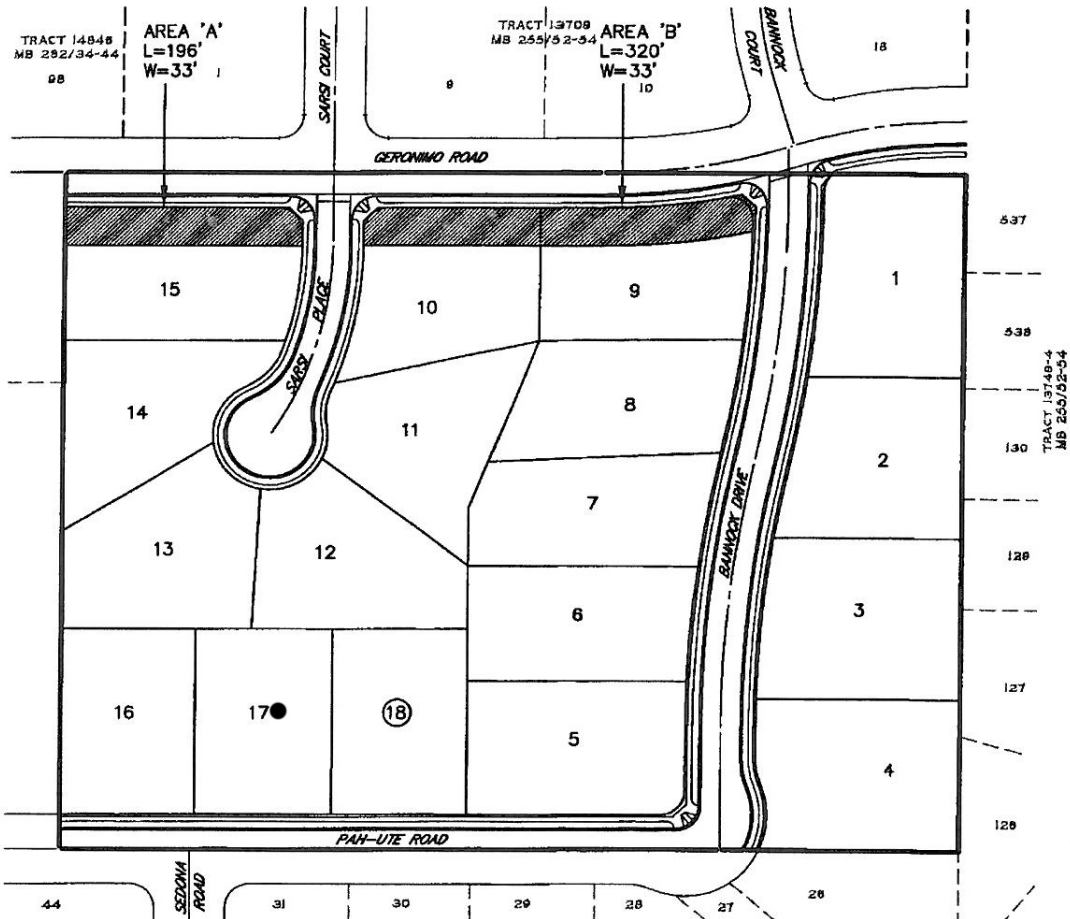 TRACT 14846
MB 282/34-44
98
1
AREA 'A'
L=196'
W=33'
SARSI COURT
9
TRACT 13709
MB 255/52-54
10
AREA 'B'
L=320'
W=33'
BANNOCK
COURT
18
GERONIMO ROAD
15
SARSI PLACE
10
9
1
537
538
14
11
8
2
130
TRACT 13748-4
MB 255/52-54
13
12
7
BANNOCK DRIVE
129
6
3
127
16
17
18
5
4
128
PAH-UTE ROAD
44
SEDONA
ROAD
31
30
29
28
27
26